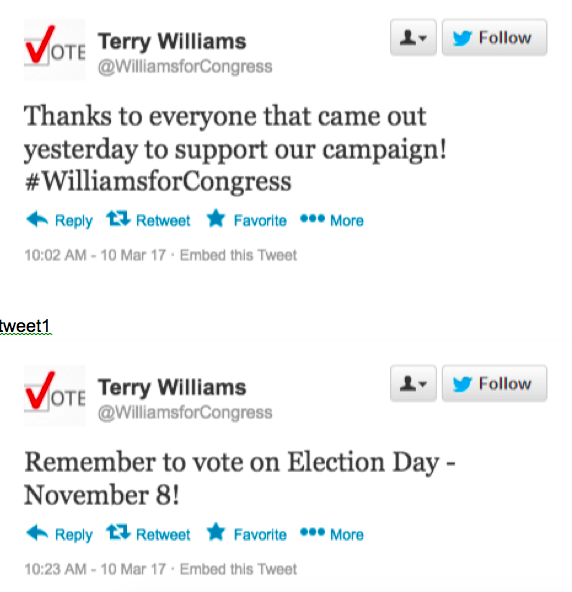 VOTE Terry Williams Follow
@WilliamsforCongress
Thanks to everyone that came out
yesterday to support our campaign!
#WilliamsforCongress
Reply Retweet Favorite More
10:02 AM - 10 Mar 17 · Embed this Tweet
tweet1
VOTE Terry Williams Follow
@WilliamsforCongress
Remember to vote on Election Day -
November 8!
Reply Retweet Favorite More
10:23 AM - 10 Mar 17 · Embed this Tweet